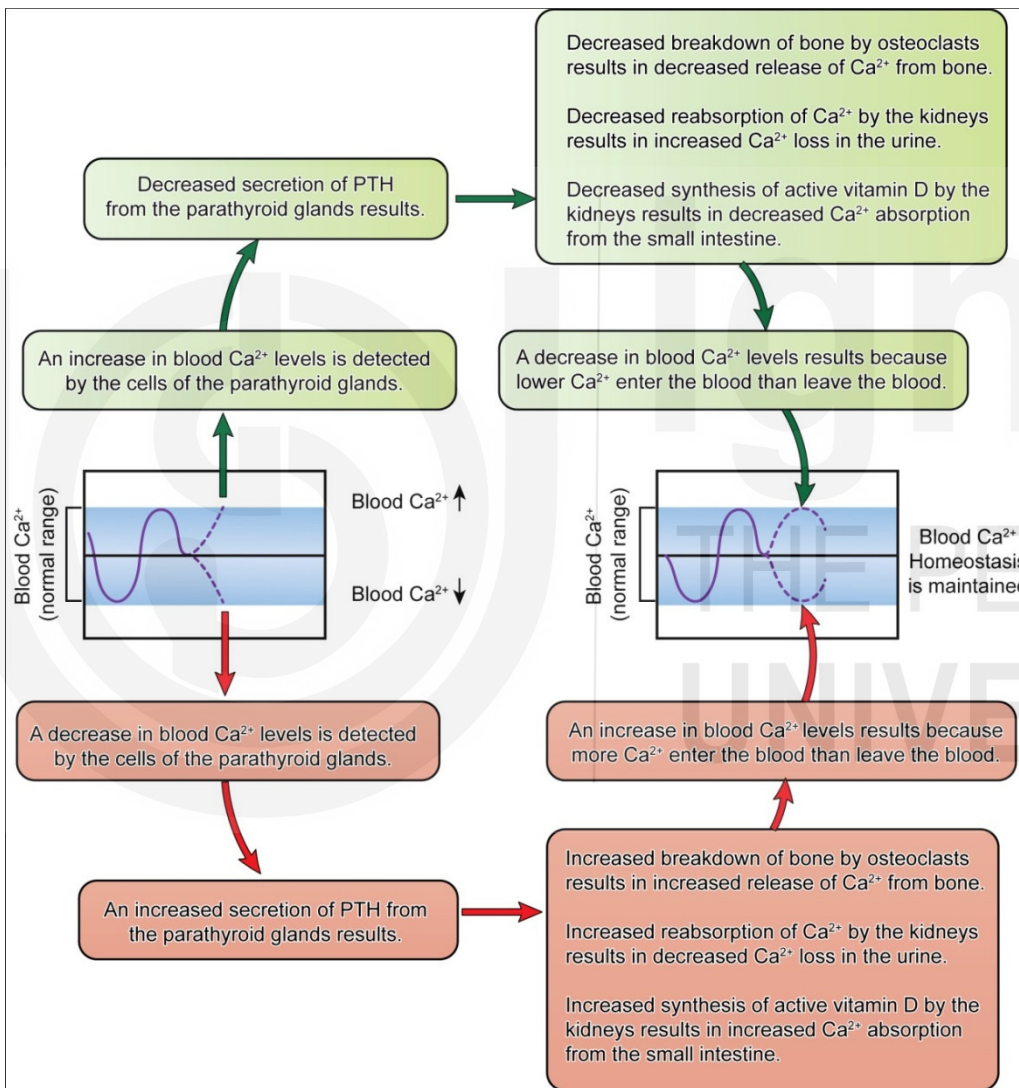 Decreased breakdown of bone by osteoclasts
results in decreased release of Ca²⁺ from bone.
Decreased reabsorption of Ca²⁺ by the kidneys
results in increased Ca²⁺ loss in the urine.
Decreased synthesis of active vitamin D by the
kidneys results in decreased Ca²⁺ absorption
from the small intestine.
Decreased secretion of PTH
from the parathyroid glands results.
An increase in blood Ca²⁺ levels is detected
by the cells of the parathyroid glands.
A decrease in blood Ca²⁺ levels results because
lower Ca²⁺ enter the blood than leave the blood.
Blood Ca²⁺
(normal range)
Blood Ca²⁺
Blood Ca²⁺
Blood Ca²⁺
(normal range)
Blood Ca²⁺
Homeostasis
is maintained
A decrease in blood Ca²⁺ levels is detected
by the cells of the parathyroid glands.
An increase in blood Ca²⁺ levels results because
more Ca²⁺ enter the blood than leave the blood.
An increased secretion of PTH from
the parathyroid glands results.
Increased breakdown of bone by osteoclasts
results in increased release of Ca²⁺ from bone.
Increased reabsorption of Ca²⁺ by the kidneys
results in decreased Ca²⁺ loss in the urine.
Increased synthesis of active vitamin D by the
kidneys results in increased Ca²⁺ absorption
from the small intestine.
ign
THE PE
UNIVE